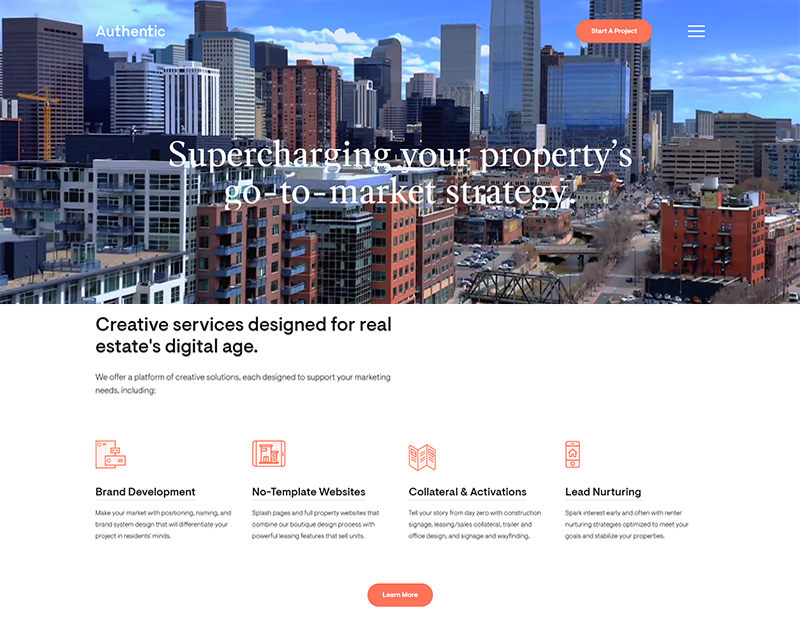 Authentic
Start A Project
Supercharging your property’s
go-to-market strategy.
Creative services designed for real
estate's digital age.
We offer a platform of creative solutions, each designed to support your marketing
needs, including:
Brand Development
Make your market with positioning, naming, and
brand system design that will differentiate your
project in residents' minds.
No-Template Websites
Splash pages and full property websites that
combine our boutique design process with
powerful leasing features that sell units.
Collateral & Activations
Tell your story from day zero with construction
signage, leasing/sales collateral, trailer and
office design, and signage and wayfinding.
Lead Nurturing
Spark interest early and often with renter
nurturing strategies optimized to meet your
goals and stabilize your properties.
Learn More